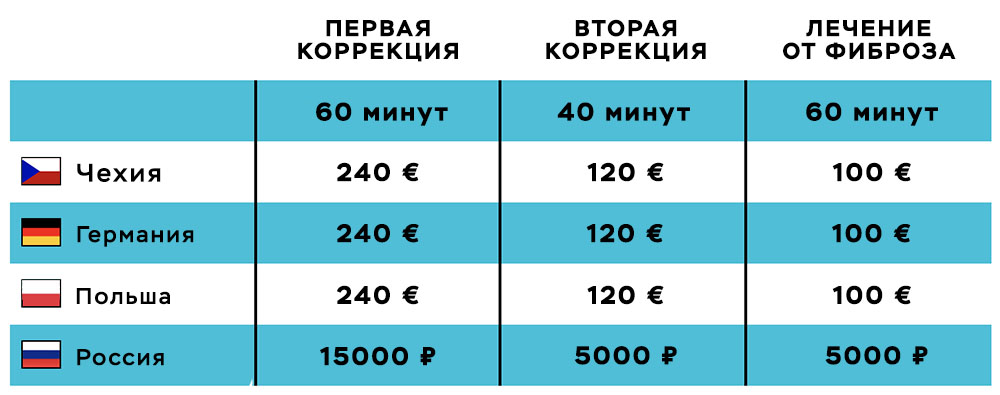 ПЕРВАЯ КОРРЕКЦИЯ ВТОРАЯ КОРРЕКЦИЯ ЛЕЧЕНИЕ ОТ ФИБРОЗА
60 минут 40 минут 60 минут
Чехия 240 € 120 € 100 €
Германия 240 € 120 € 100 €
Польша 240 € 120 € 100 €
Россия 15000 ₽ 5000 ₽ 5000 ₽